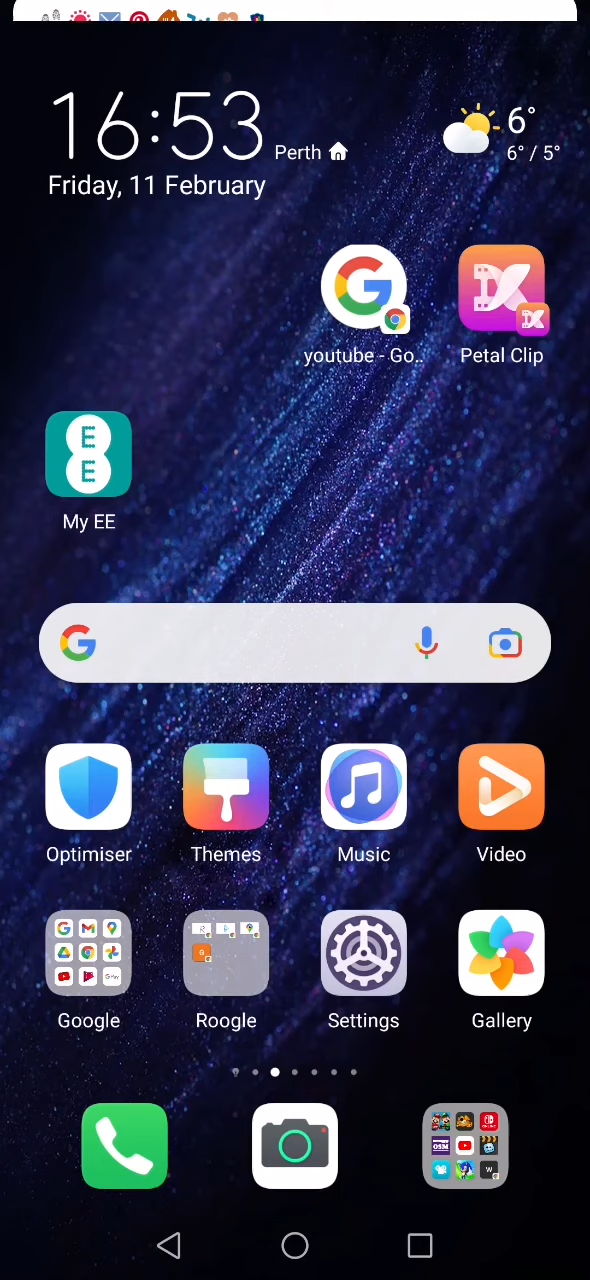 16:53
Perth
6°
6° / 5°
Friday, 11 February
youtube - Go..
Petal Clip
E
E
My EE
Optimiser
Themes
Music
Video
Google
Roogle
Settings
Gallery
OSM
W